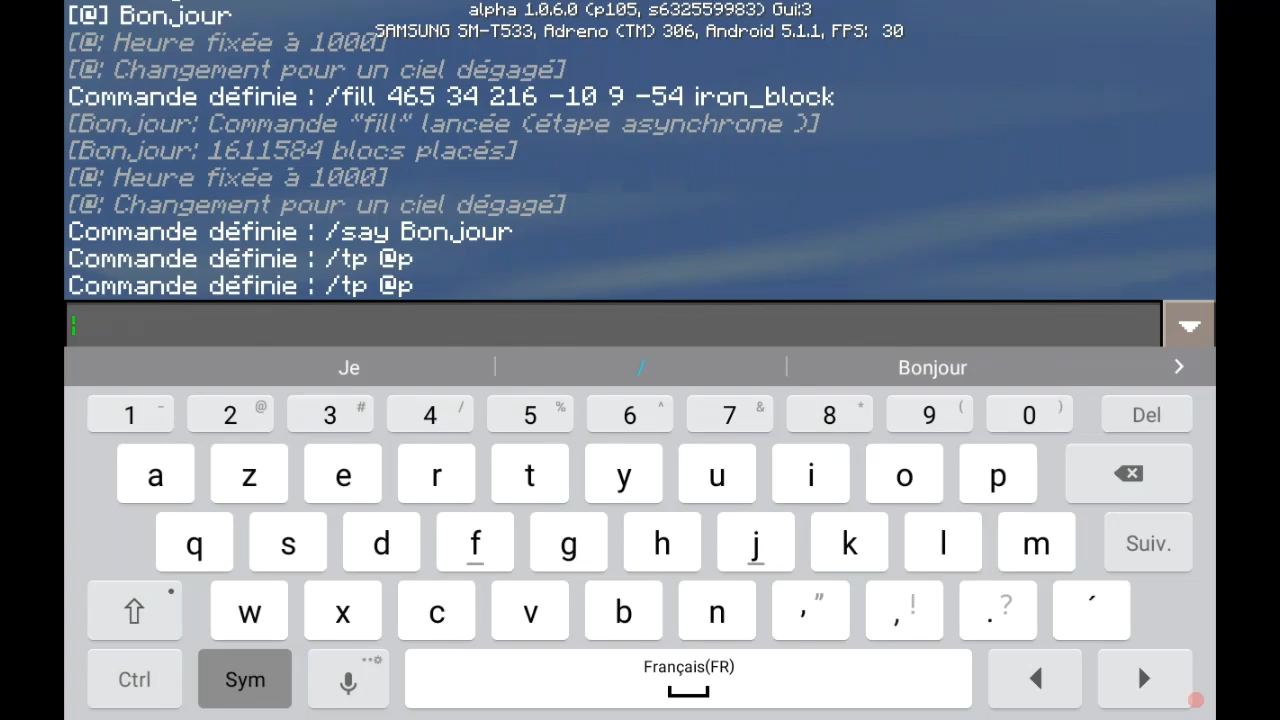 alpha 1.0.6.0 (p105, s632559983) Gui:3
SAMSUNG SM-T533, Adreno (TM) 306, Android 5.1.1, FPS: 30
[@] Bonjour
[@: Heure fixée à 1000]
[@: Changement pour un ciel dégagé]
Commande définie : /fill 465 34 216 -10 9 -54 iron_block
[Bonjour: Commande "fill" lancée (étape asynchrone )]
[Bonjour: 1611584 blocs placés]
[@: Heure fixée à 1000]
[@: Changement pour un ciel dégagé]
Commande définie : /say Bonjour
Commande définie : /tp @p
Commande définie : /tp @p
Je / Bonjour >
1 - 2 @ 3 # 4 / 5 % 6 ^ 7 & 8 * 9 ( 0 ) Del
a z e r t y u i o p
q s d f g h j k l m Suiv.
w x c v b n ' " , ! . ? ´
Ctrl Sym Français(FR)